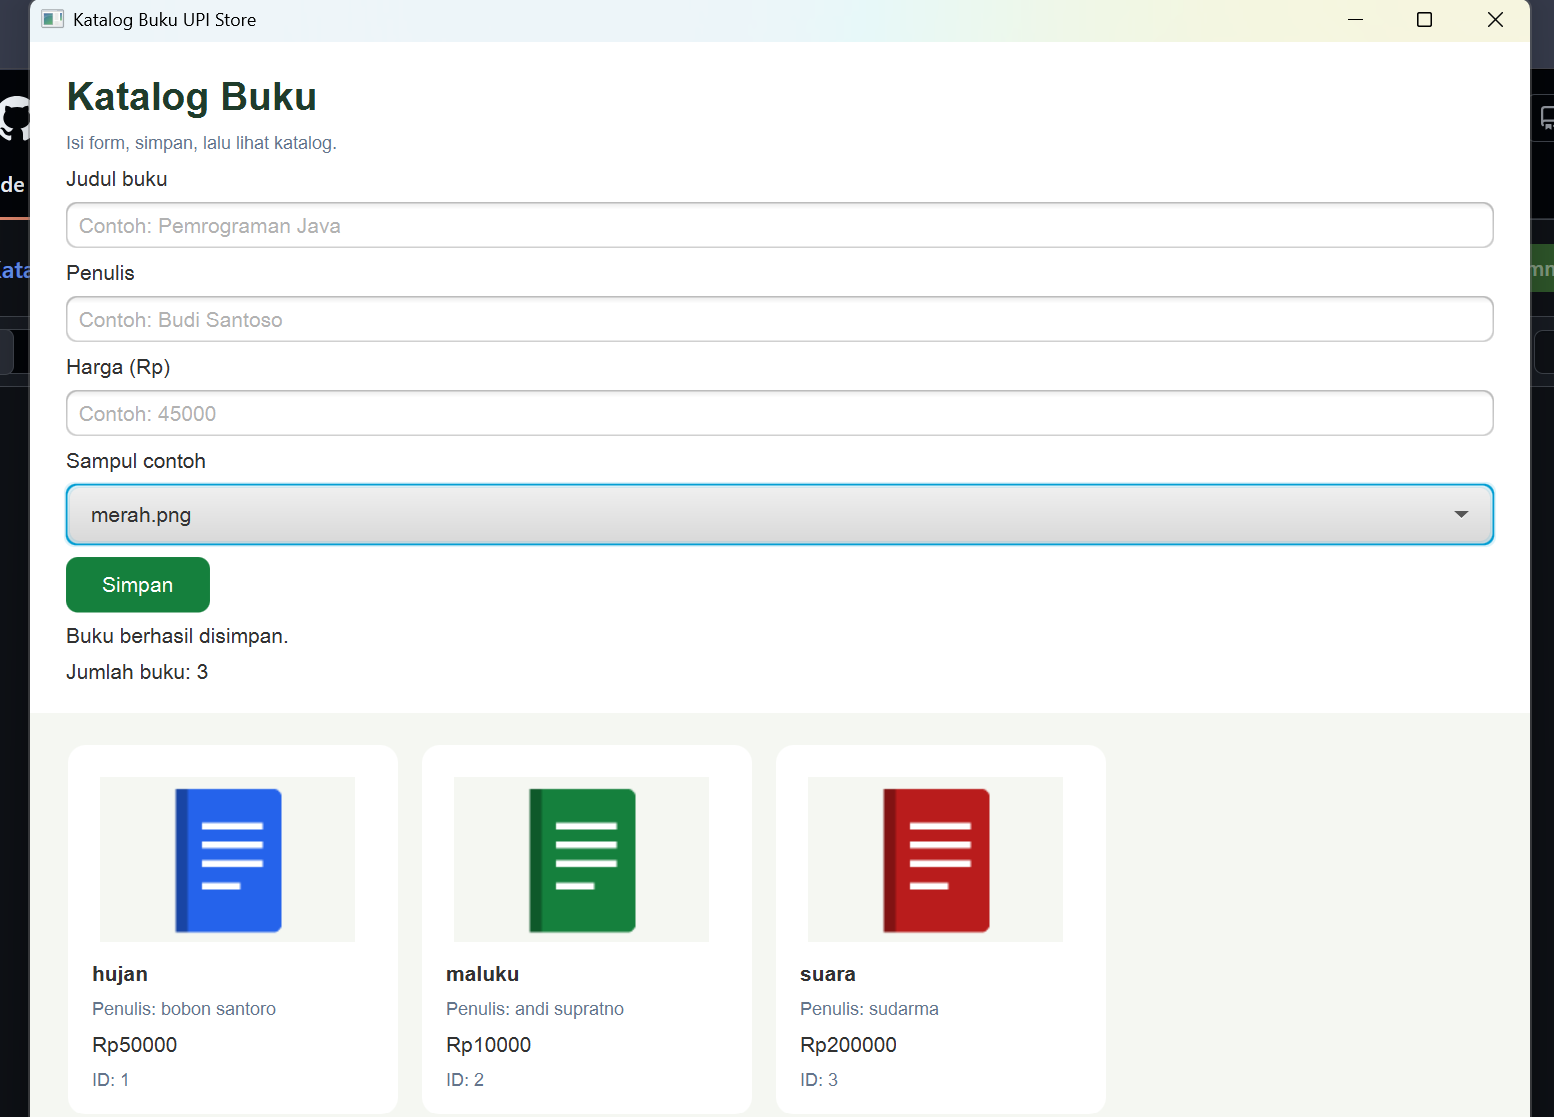 Katalog Buku UPI Store
Katalog Buku
Isi form, simpan, lalu lihat katalog.
Judul buku
Contoh: Pemrograman Java
Penulis
Contoh: Budi Santoso
Harga (Rp)
Contoh: 45000
Sampul contoh
merah.png
Simpan
Buku berhasil disimpan.
Jumlah buku: 3
hujan
Penulis: bobon santoro
Rp50000
ID: 1
maluku
Penulis: andi supratno
Rp10000
ID: 2
suara
Penulis: sudarma
Rp200000
ID: 3